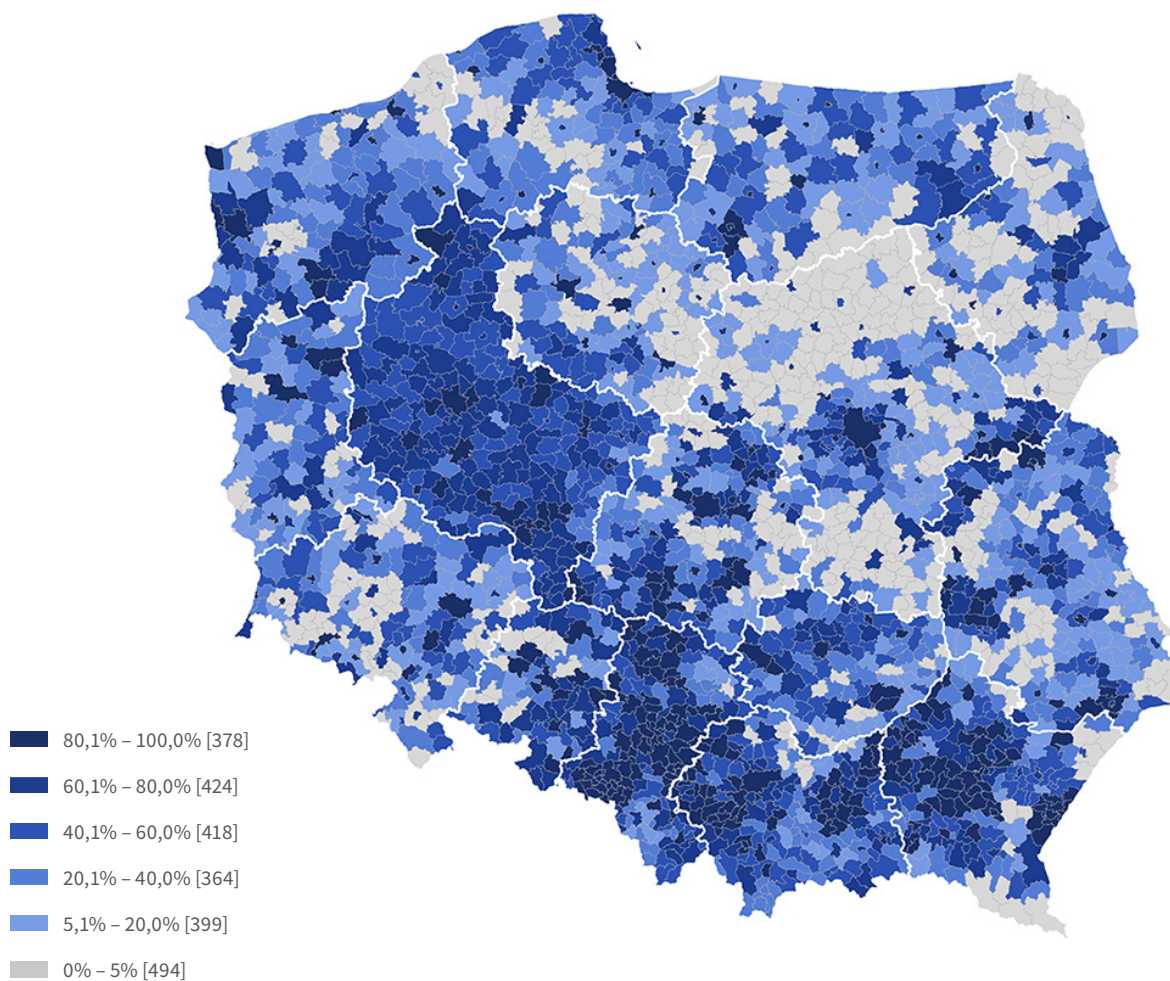 80,1% – 100,0% [378]
60,1% – 80,0% [424]
40,1% – 60,0% [418]
20,1% – 40,0% [364]
5,1% – 20,0% [399]
0% – 5% [494]